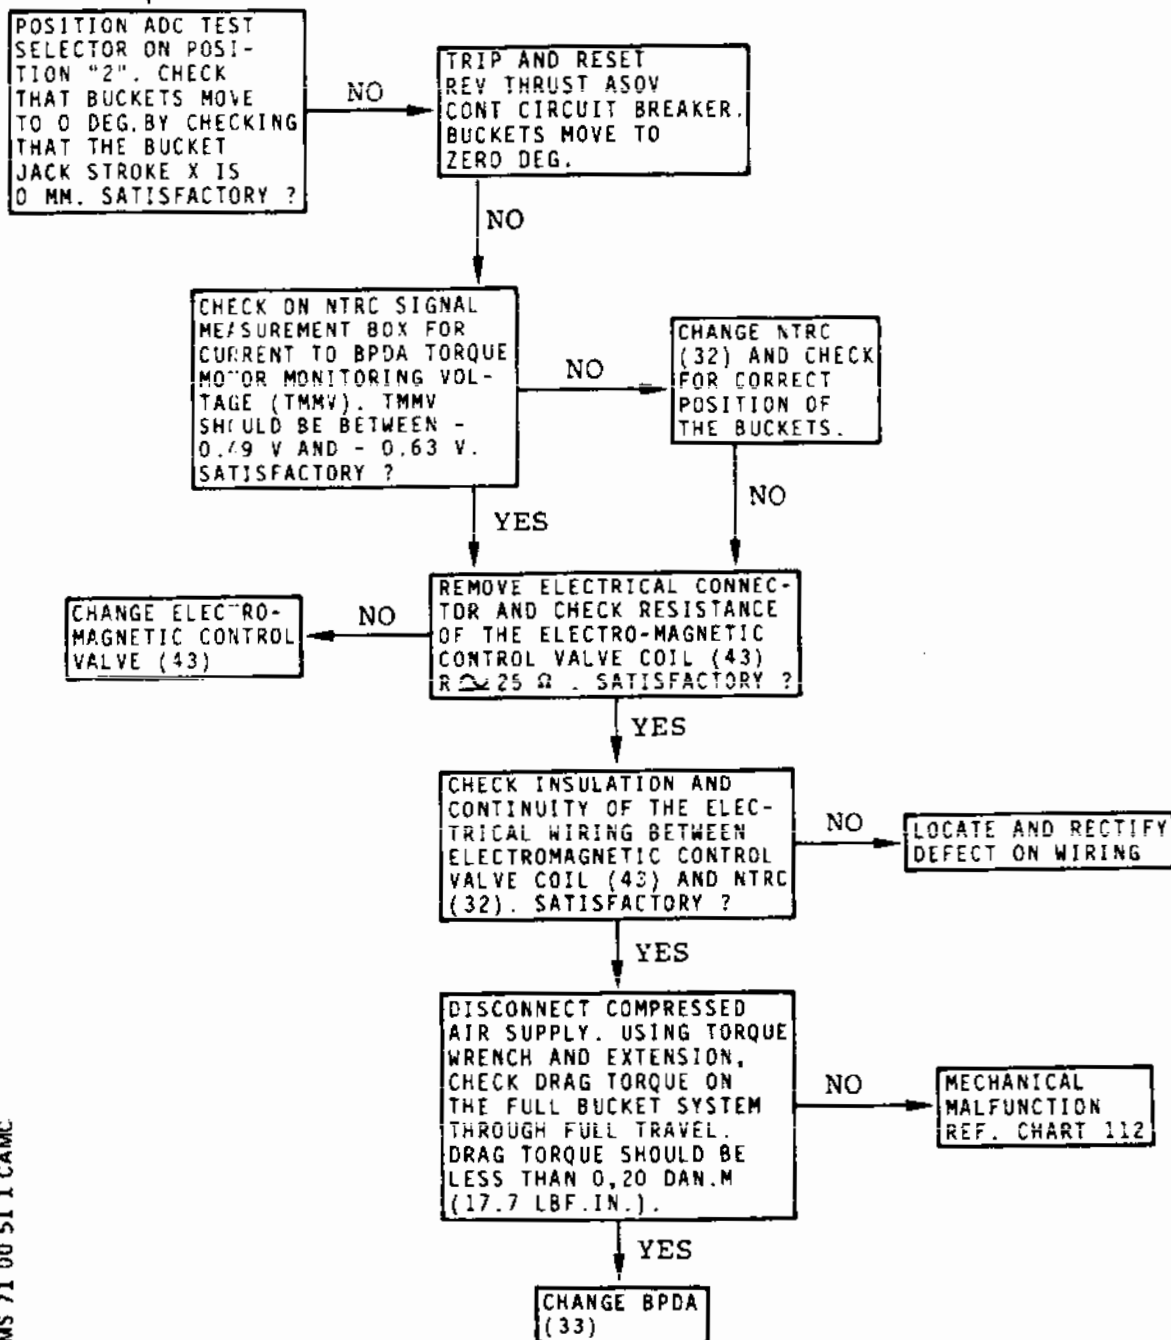 POSITION ADC TEST
SELECTOR ON POSI-
TION "2". CHECK
THAT BUCKETS MOVE
TO 0 DEG. BY CHECKING
THAT THE BUCKET
JACK STROKE X IS
0 MM. SATISFACTORY ?
NO
TRIP AND RESET
REV THRUST ASOV
CONT CIRCUIT BREAKER.
BUCKETS MOVE TO
ZERO DEG.
NO
CHECK ON NTRC SIGNAL
MEASUREMENT BOX FOR
CURRENT TO BPDA TORQUE
MOTOR MONITORING VOL-
TAGE (TMMV). TMMV
SHOULD BE BETWEEN -
0.49 V AND - 0.63 V.
SATISFACTORY ?
NO
CHANGE NTRC
(32) AND CHECK
FOR CORRECT
POSITION OF
THE BUCKETS.
YES
NO
REMOVE ELECTRICAL CONNEC-
TOR AND CHECK RESISTANCE
OF THE ELECTRO-MAGNETIC
CONTROL VALVE COIL (43)
R ≃ 25 Ω . SATISFACTORY ?
NO
CHANGE ELECTRO-
MAGNETIC CONTROL
VALVE (43)
YES
CHECK INSULATION AND
CONTINUITY OF THE ELEC-
TRICAL WIRING BETWEEN
ELECTROMAGNETIC CONTROL
VALVE COIL (43) AND NTRC
(32). SATISFACTORY ?
NO
LOCATE AND RECTIFY
DEFECT ON WIRING
YES
DISCONNECT COMPRESSED
AIR SUPPLY. USING TORQUE
WRENCH AND EXTENSION,
CHECK DRAG TORQUE ON
THE FULL BUCKET SYSTEM
THROUGH FULL TRAVEL.
DRAG TORQUE SHOULD BE
LESS THAN 0,20 DAN.M
(17.7 LBF.IN.).
NO
MECHANICAL
MALFUNCTION
REF. CHART 112
YES
CHANGE BPDA
(33)
71 00 51 1 CAMC